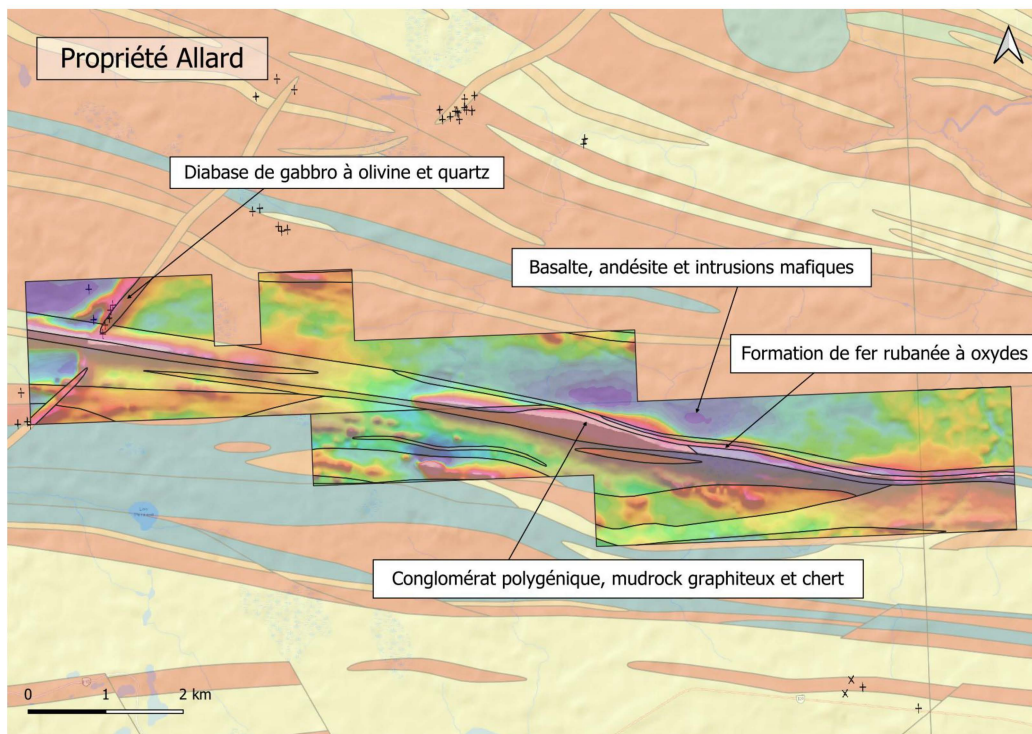 Propriété Allard
Diabase de gabbro à olivine et quartz
Basalte, andésite et intrusions mafiques
Formation de fer rubanée à oxydes
Conglomérat polygénique, mudrock graphiteux et chert
0 1 2 km